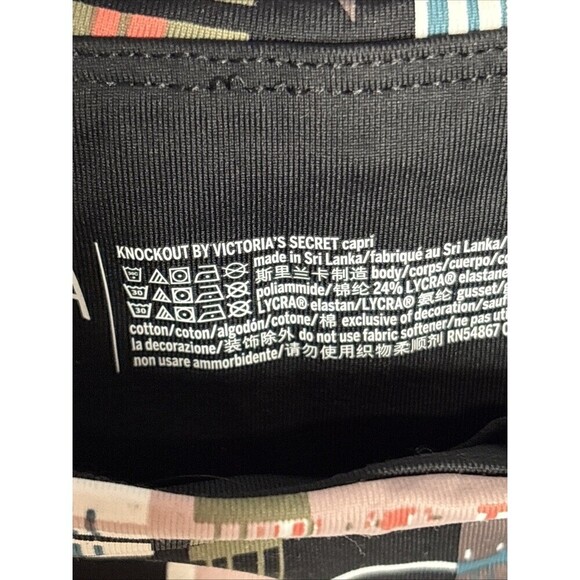 KNOCKOUT BY VICTORIA'S SECRET capri
made in Sri Lanka/fabriqué au Sri Lanka/
斯里兰卡制造 body/corps/cuerpo/
poliammide/锦纶 24% LYCRA® elastane
LYCRA® elastan/LYCRA® 氨纶 gusset/
cotton/coton/algodón/cotone/棉 exclusive of decoration/sauf
la decorazione/装饰除外 do not use fabric softener/ne pas
non usare ammorbidente/请勿使用织物柔顺剂 RN54867
A
30
30